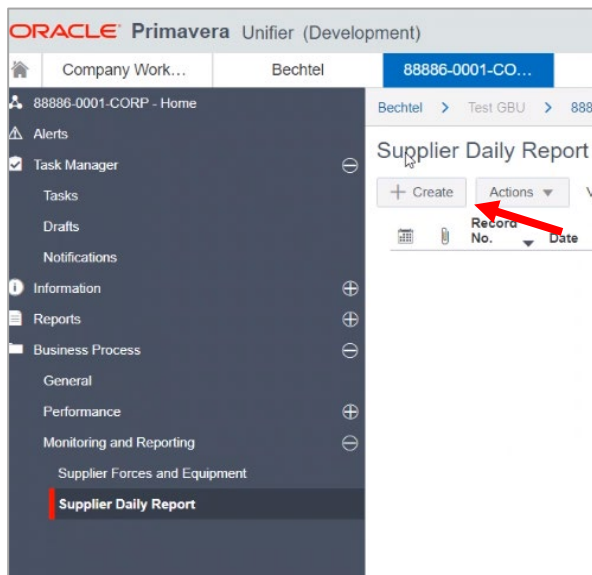 ORACLE Primavera Unifier (Development)
Company Work... Bechtel 88886-0001-CO...
88886-0001-CORP - Home
Alerts
Task Manager
Tasks
Drafts
Notifications
Information
Reports
Business Process
General
Performance
Monitoring and Reporting
Supplier Forces and Equipment
Supplier Daily Report
Bechtel > Test GBU > 888
Supplier Daily Report
+ Create Actions V
Record
No. Date